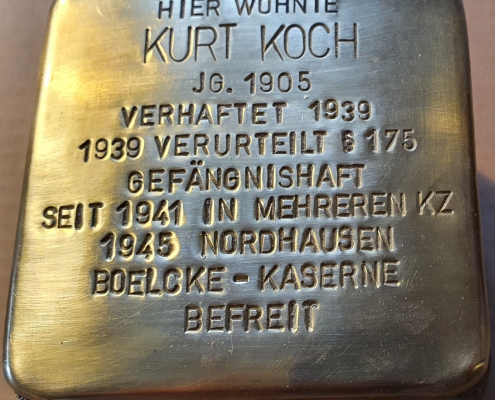 HIER WOHNTE
KURT KOCH
JG. 1905
VERHAFTET 1939
1939 VERURTEILT § 175
GEFÄNGNISHAFT
SEIT 1941 IN MEHREREN KZ
1945 NORDHAUSEN
BOELCKE - KASERNE
BEFREIT